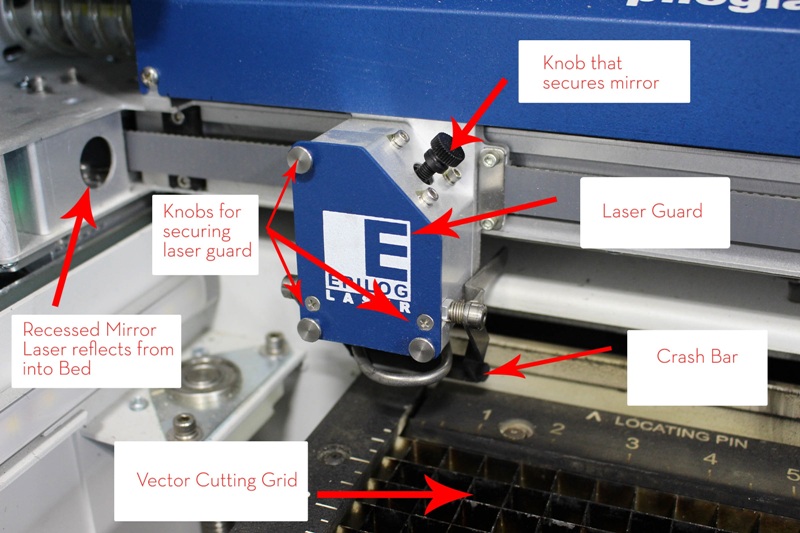 Knob that
secures mirror
Knobs for
securing
laser guard
Laser Guard
E
EPILOG
LASER
Recessed Mirror
Laser reflects from
into Bed
Crash Bar
1 2 3 4 5
LOCATING PIN
Vector Cutting Grid